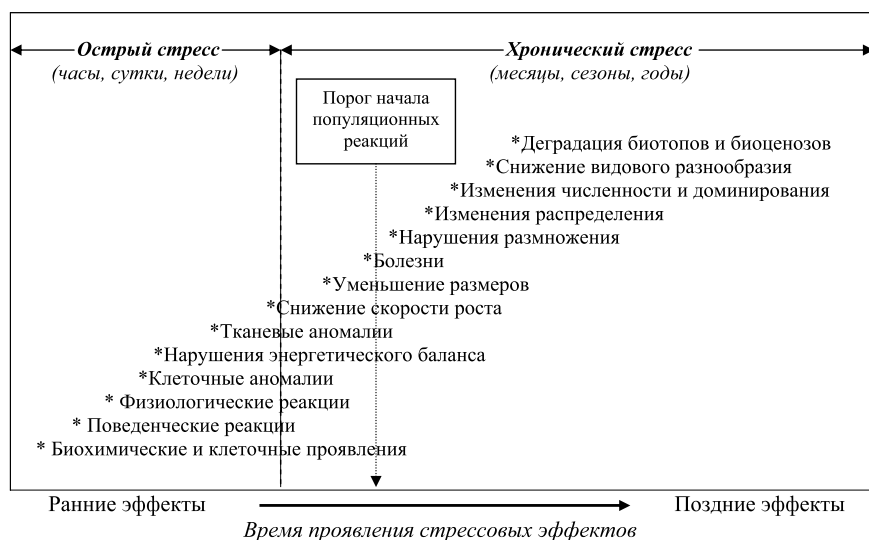 Острый стресс
(часы, сутки, недели)
Хронический стресс
(месяцы, сезоны, годы)
Порог начала
популяционных
реакций
*Деградация биотопов и биоценозов
*Снижение видового разнообразия
*Изменения численности и доминирования
*Изменения распределения
*Нарушения размножения
*Болезни
*Уменьшение размеров
*Снижение скорости роста
*Тканевые аномалии
*Нарушения энергетического баланса
*Клеточные аномалии
* Физиологические реакции
* Поведенческие реакции
* Биохимические и клеточные проявления
Ранние эффекты
Поздние эффекты
Время проявления стрессовых эффектов